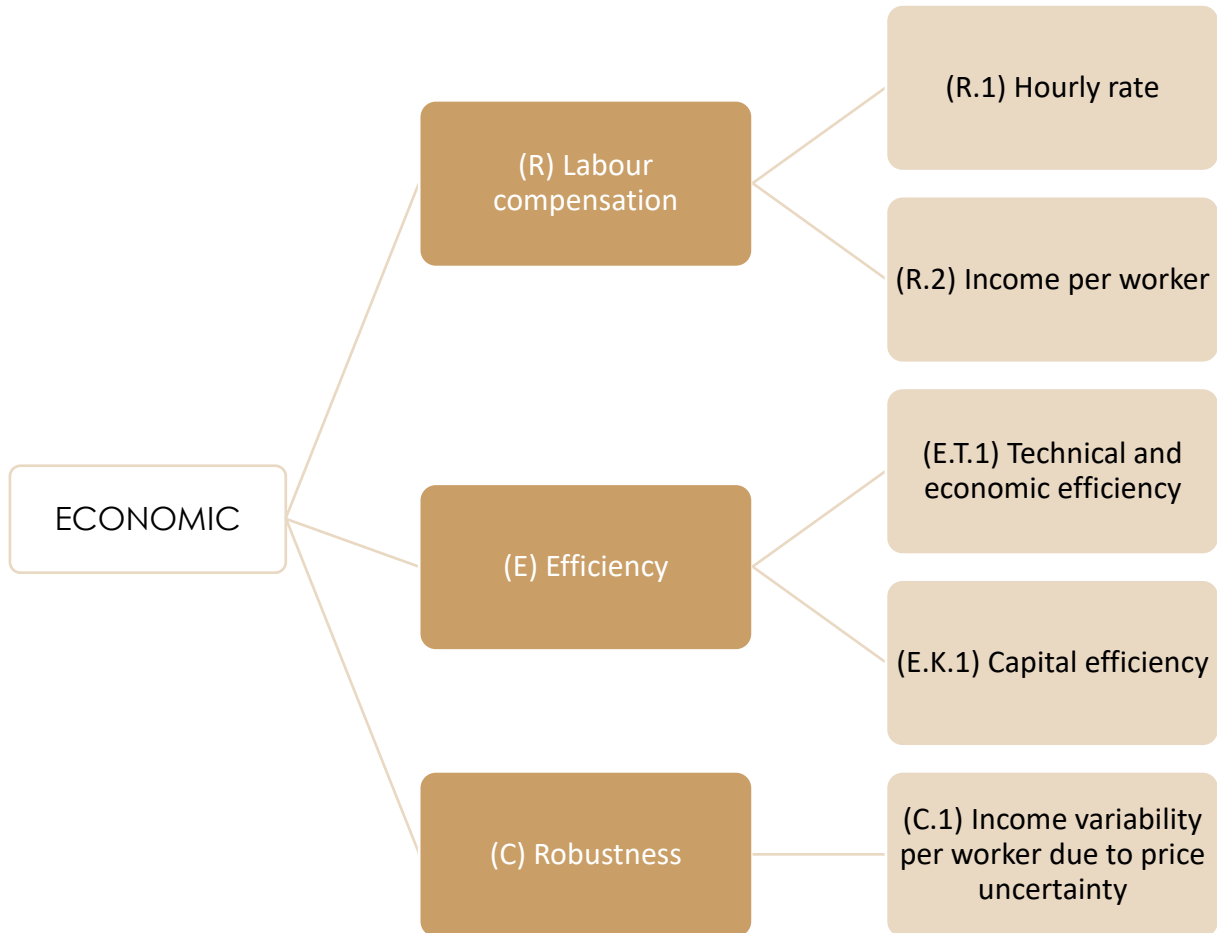 ECONOMIC
(R) Labour
compensation
(R.1) Hourly rate
(R.2) Income per worker
(E) Efficiency
(E.T.1) Technical and
economic efficiency
(E.K.1) Capital efficiency
(C) Robustness
(C.1) Income variability
per worker due to price
uncertainty